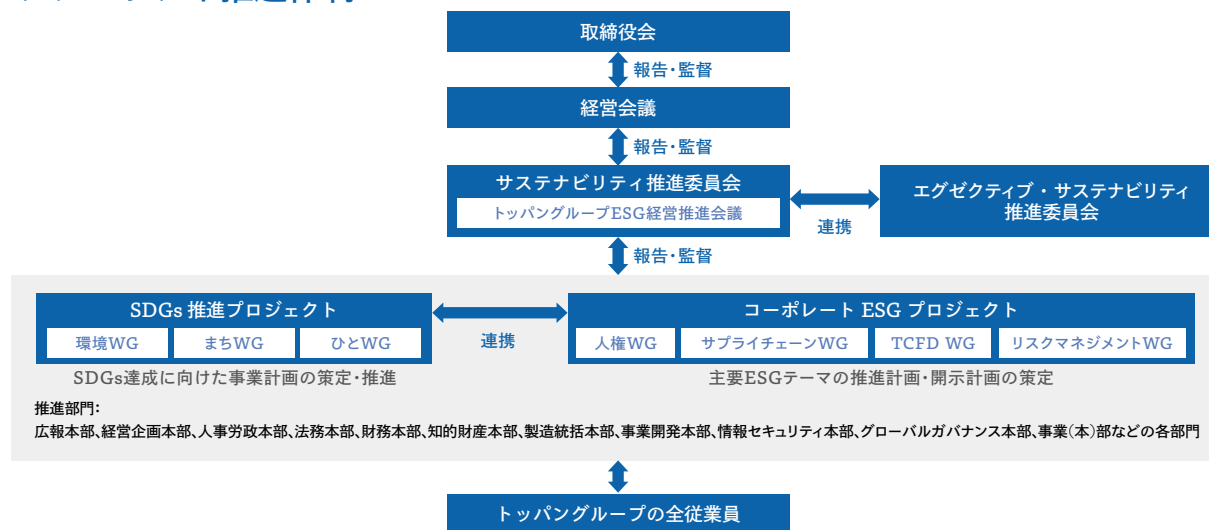 取締役会
報告・監督
経営会議
報告・監督
サステナビリティ推進委員会
トッパングループESG経営推進会議
連携
エグゼクティブ・サステナビリティ
推進委員会
報告・監督
SDGs 推進プロジェクト
環境WG
まちWG
ひとWG
SDGs達成に向けた事業計画の策定・推進
連携
コーポレート ESG プロジェクト
人権WG
サプライチェーンWG
TCFD WG
リスクマネジメントWG
主要ESGテーマの推進計画・開示計画の策定
推進部門：
広報本部、経営企画本部、人事労政本部、法務本部、財務本部、知的財産本部、製造統括本部、事業開発本部、情報セキュリティ本部、グローバルガバナンス本部、事業（本）部などの各部門
トッパングループの全従業員